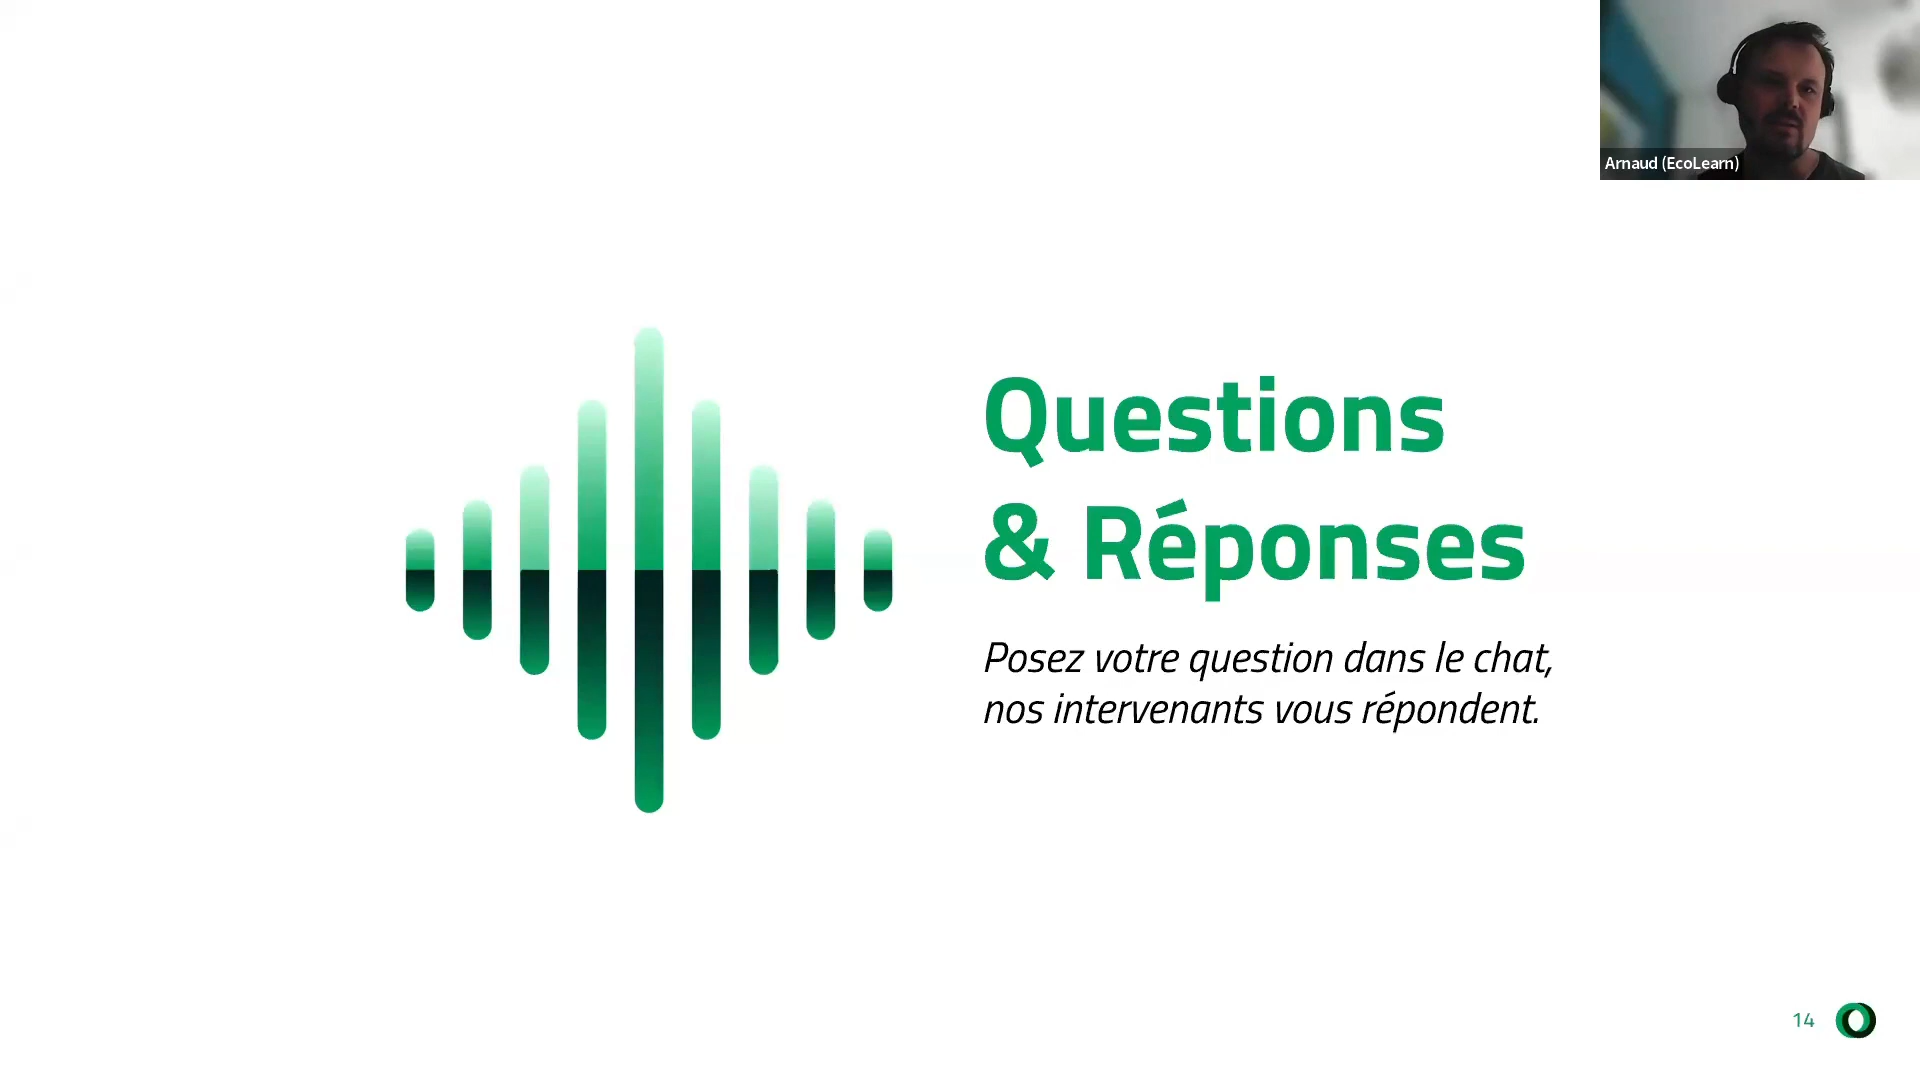 Arnaud (EcoLearn)
Questions
& Réponses
Posez votre question dans le chat,
nos intervenants vous répondent.
14